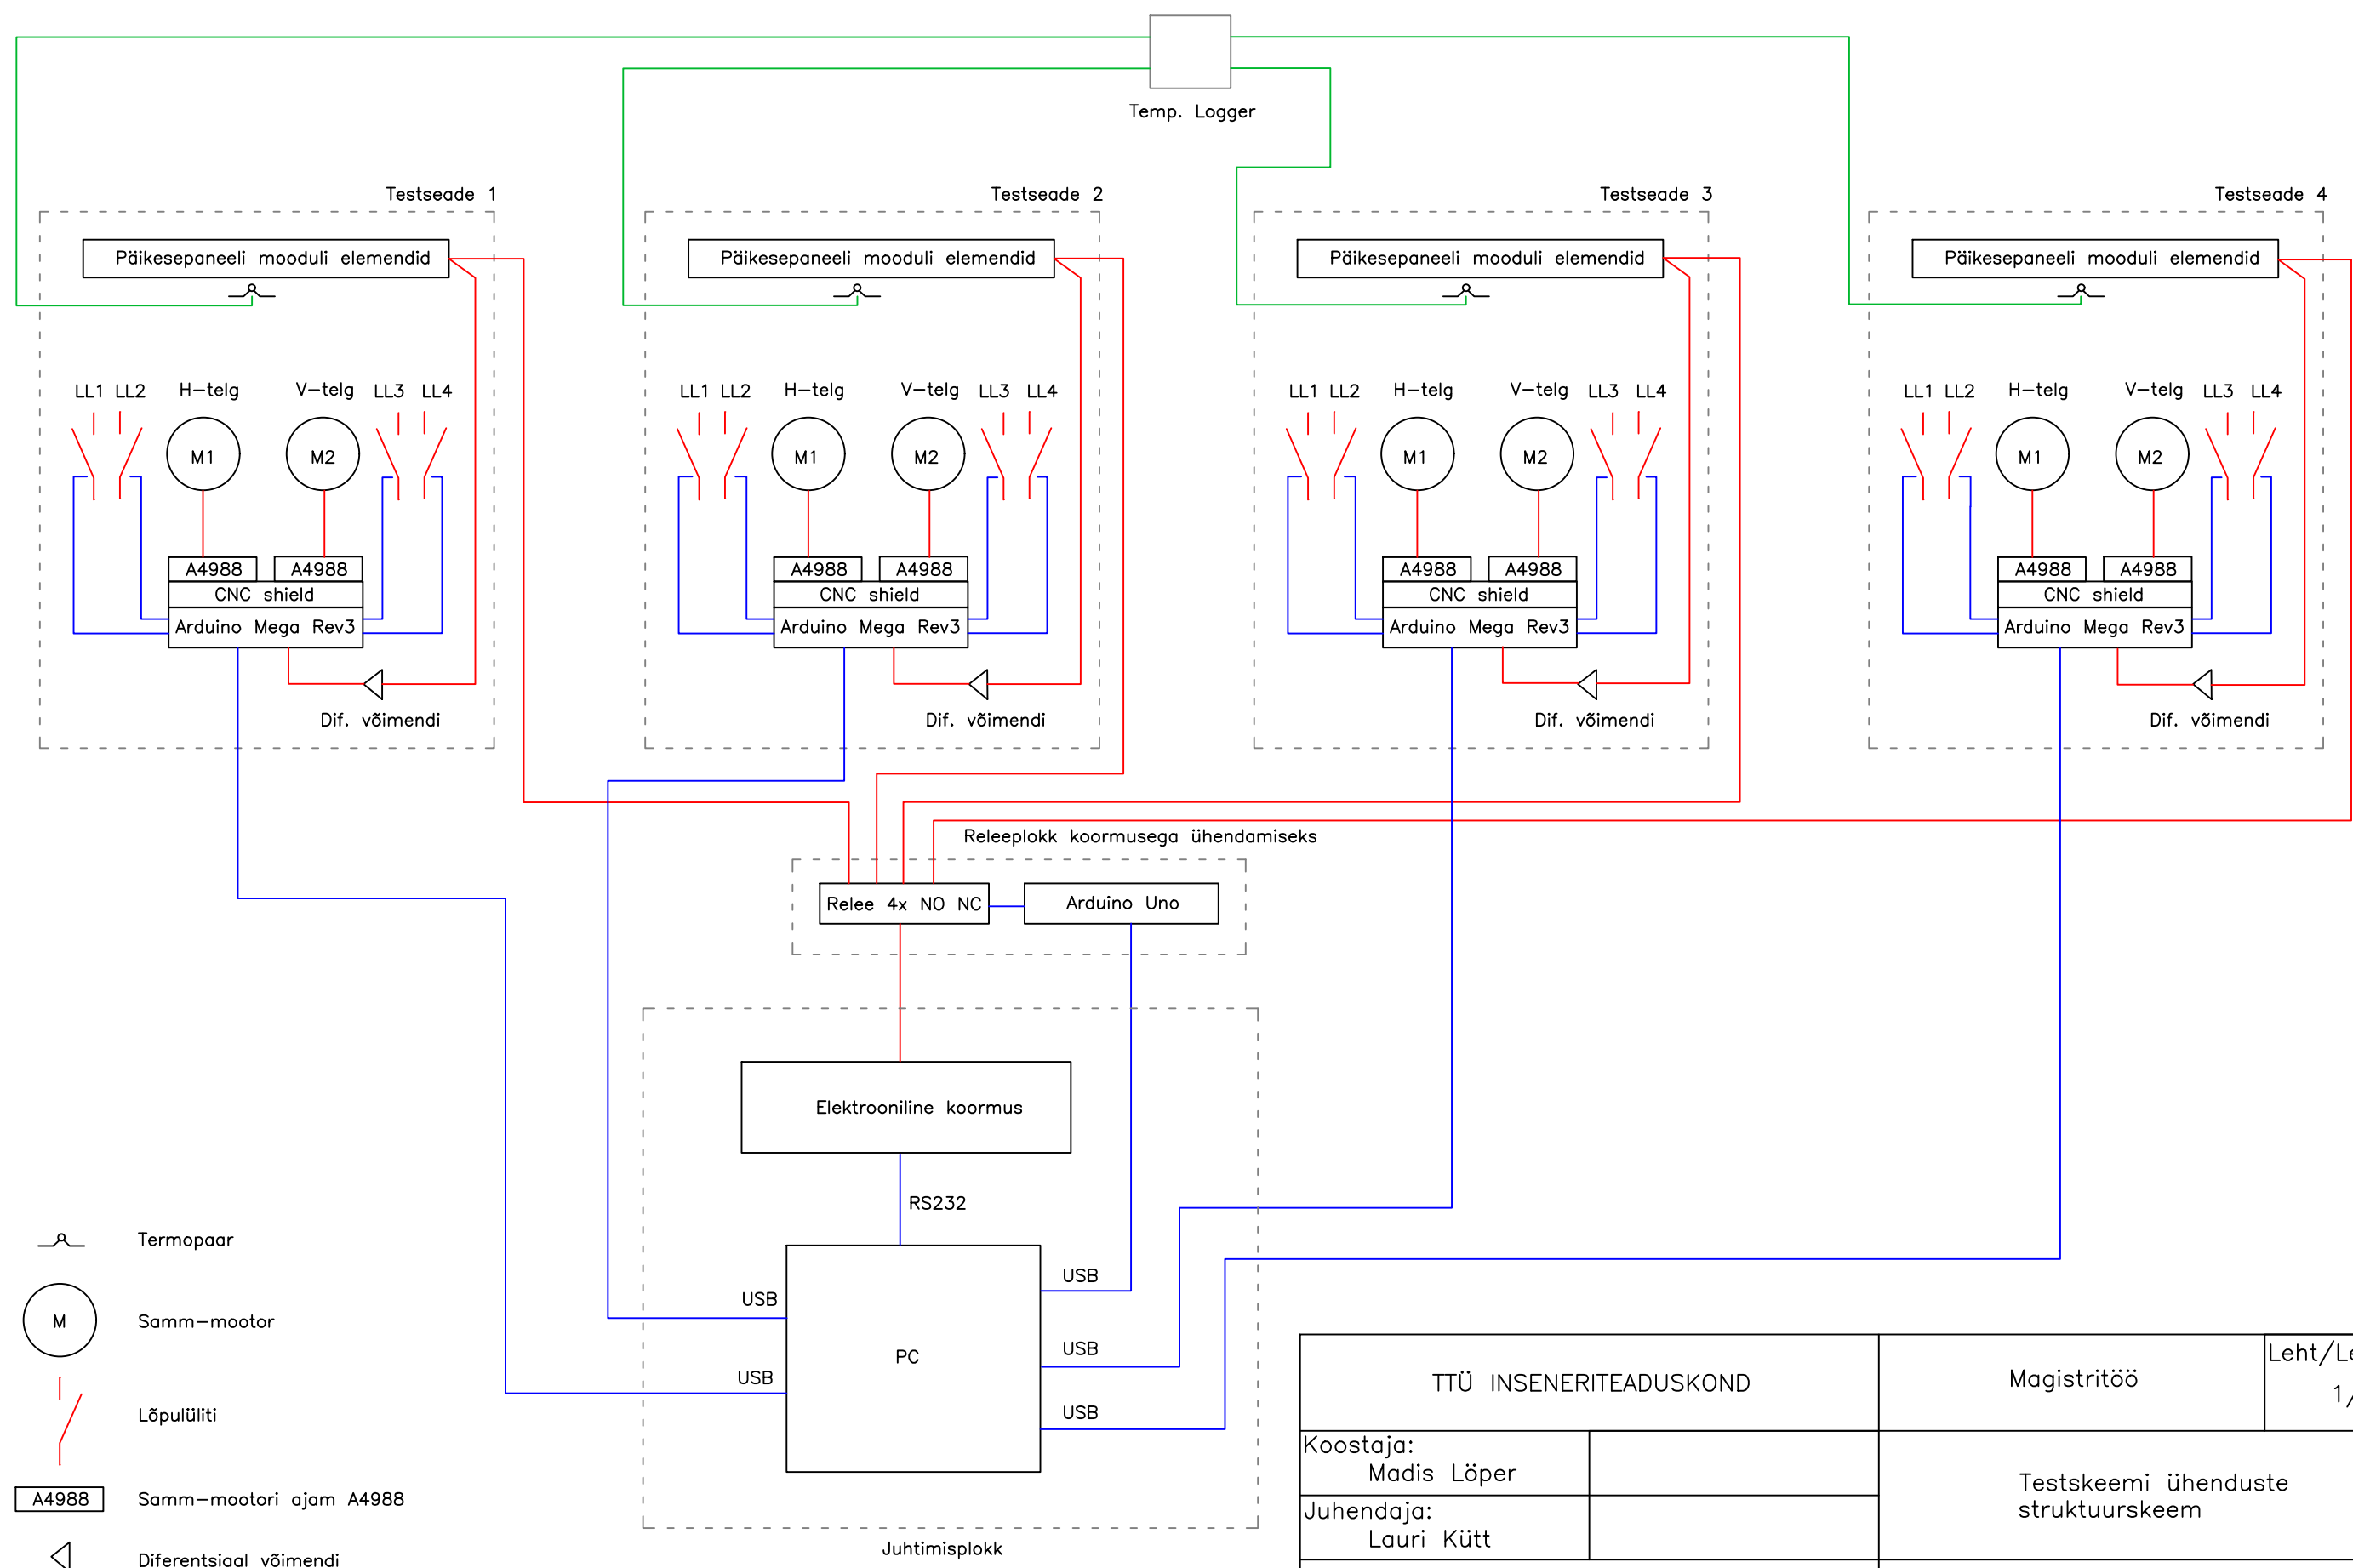 Temp. Logger
Testseade 1
Testseade 2
Testseade 3
Testseade 4
Päikesepaneeli mooduli elemendid
Päikesepaneeli mooduli elemendid
Päikesepaneeli mooduli elemendid
Päikesepaneeli mooduli elemendid
LL1 LL2 H-telg V-telg LL3 LL4
LL1 LL2 H-telg V-telg LL3 LL4
LL1 LL2 H-telg V-telg LL3 LL4
LL1 LL2 H-telg V-telg LL3 LL4
M1 M2
M1 M2
M1 M2
M1 M2
A4988 A4988
A4988 A4988
A4988 A4988
A4988 A4988
CNC shield
CNC shield
CNC shield
CNC shield
Arduino Mega Rev3
Arduino Mega Rev3
Arduino Mega Rev3
Arduino Mega Rev3
Dif. võimendi
Dif. võimendi
Dif. võimendi
Dif. võimendi
Releeplokk koormusega ühendamiseks
Relee 4x NO NC
Arduino Uno
Elektrooniline koormus
RS232
USB
USB
PC
USB
USB
USB
Juhtimisplokk
Termopaar
M
Samm-mootor
Lõpulüliti
A4988
Samm-mootori ajam A4988
Diferentsiaal võimendi
TTÜ INSENERITEADUSKOND
Magistritöö
1/
Koostaja:
Madis Löper
Juhendaja:
Lauri Kütt
Testskeemi ühenduste
struktuurskeem